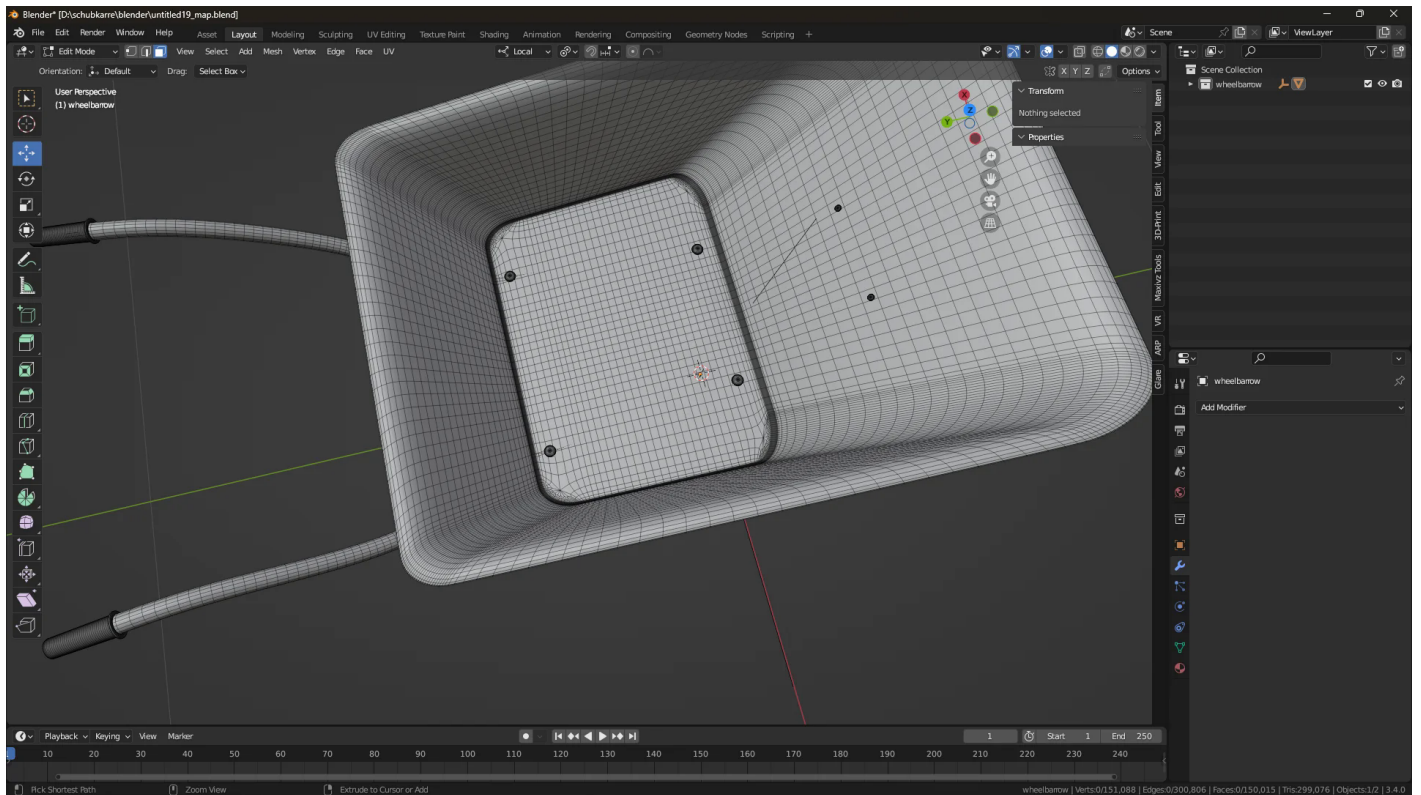 Blender* [D:\schubkarre\blender\untitled19_map.blend]
File Edit Render Window Help Asset Layout Modeling Sculpting UV Editing Texture Paint Shading Animation Rendering Compositing Geometry Nodes Scripting + Scene ViewLayer
Edit Mode View Select Add Mesh Vertex Edge Face UV Local
Orientation: Default Drag: Select Box X Y Z Options
User Perspective
(1) wheelbarrow
X
Y
Z
Transform
Nothing selected
Properties
Item
Tool
View
Edit
3D-Print
Maxivz Tools
VR
ARP
Glare
Scene Collection
wheelbarrow
wheelbarrow
Add Modifier
Playback Keying View Marker 1 Start 1 End 250
10 20 30 40 50 60 70 80 90 100 110 120 130 140 150 160 170 180 190 200 210 220 230 240
Pick Shortest Path Zoom View Extrude to Cursor or Add wheelbarrow | Verts:0/151,088 | Edges:0/300,806 | Faces:0/150,015 | Tris:299,076 | Objects:1/2 | 3.4.0